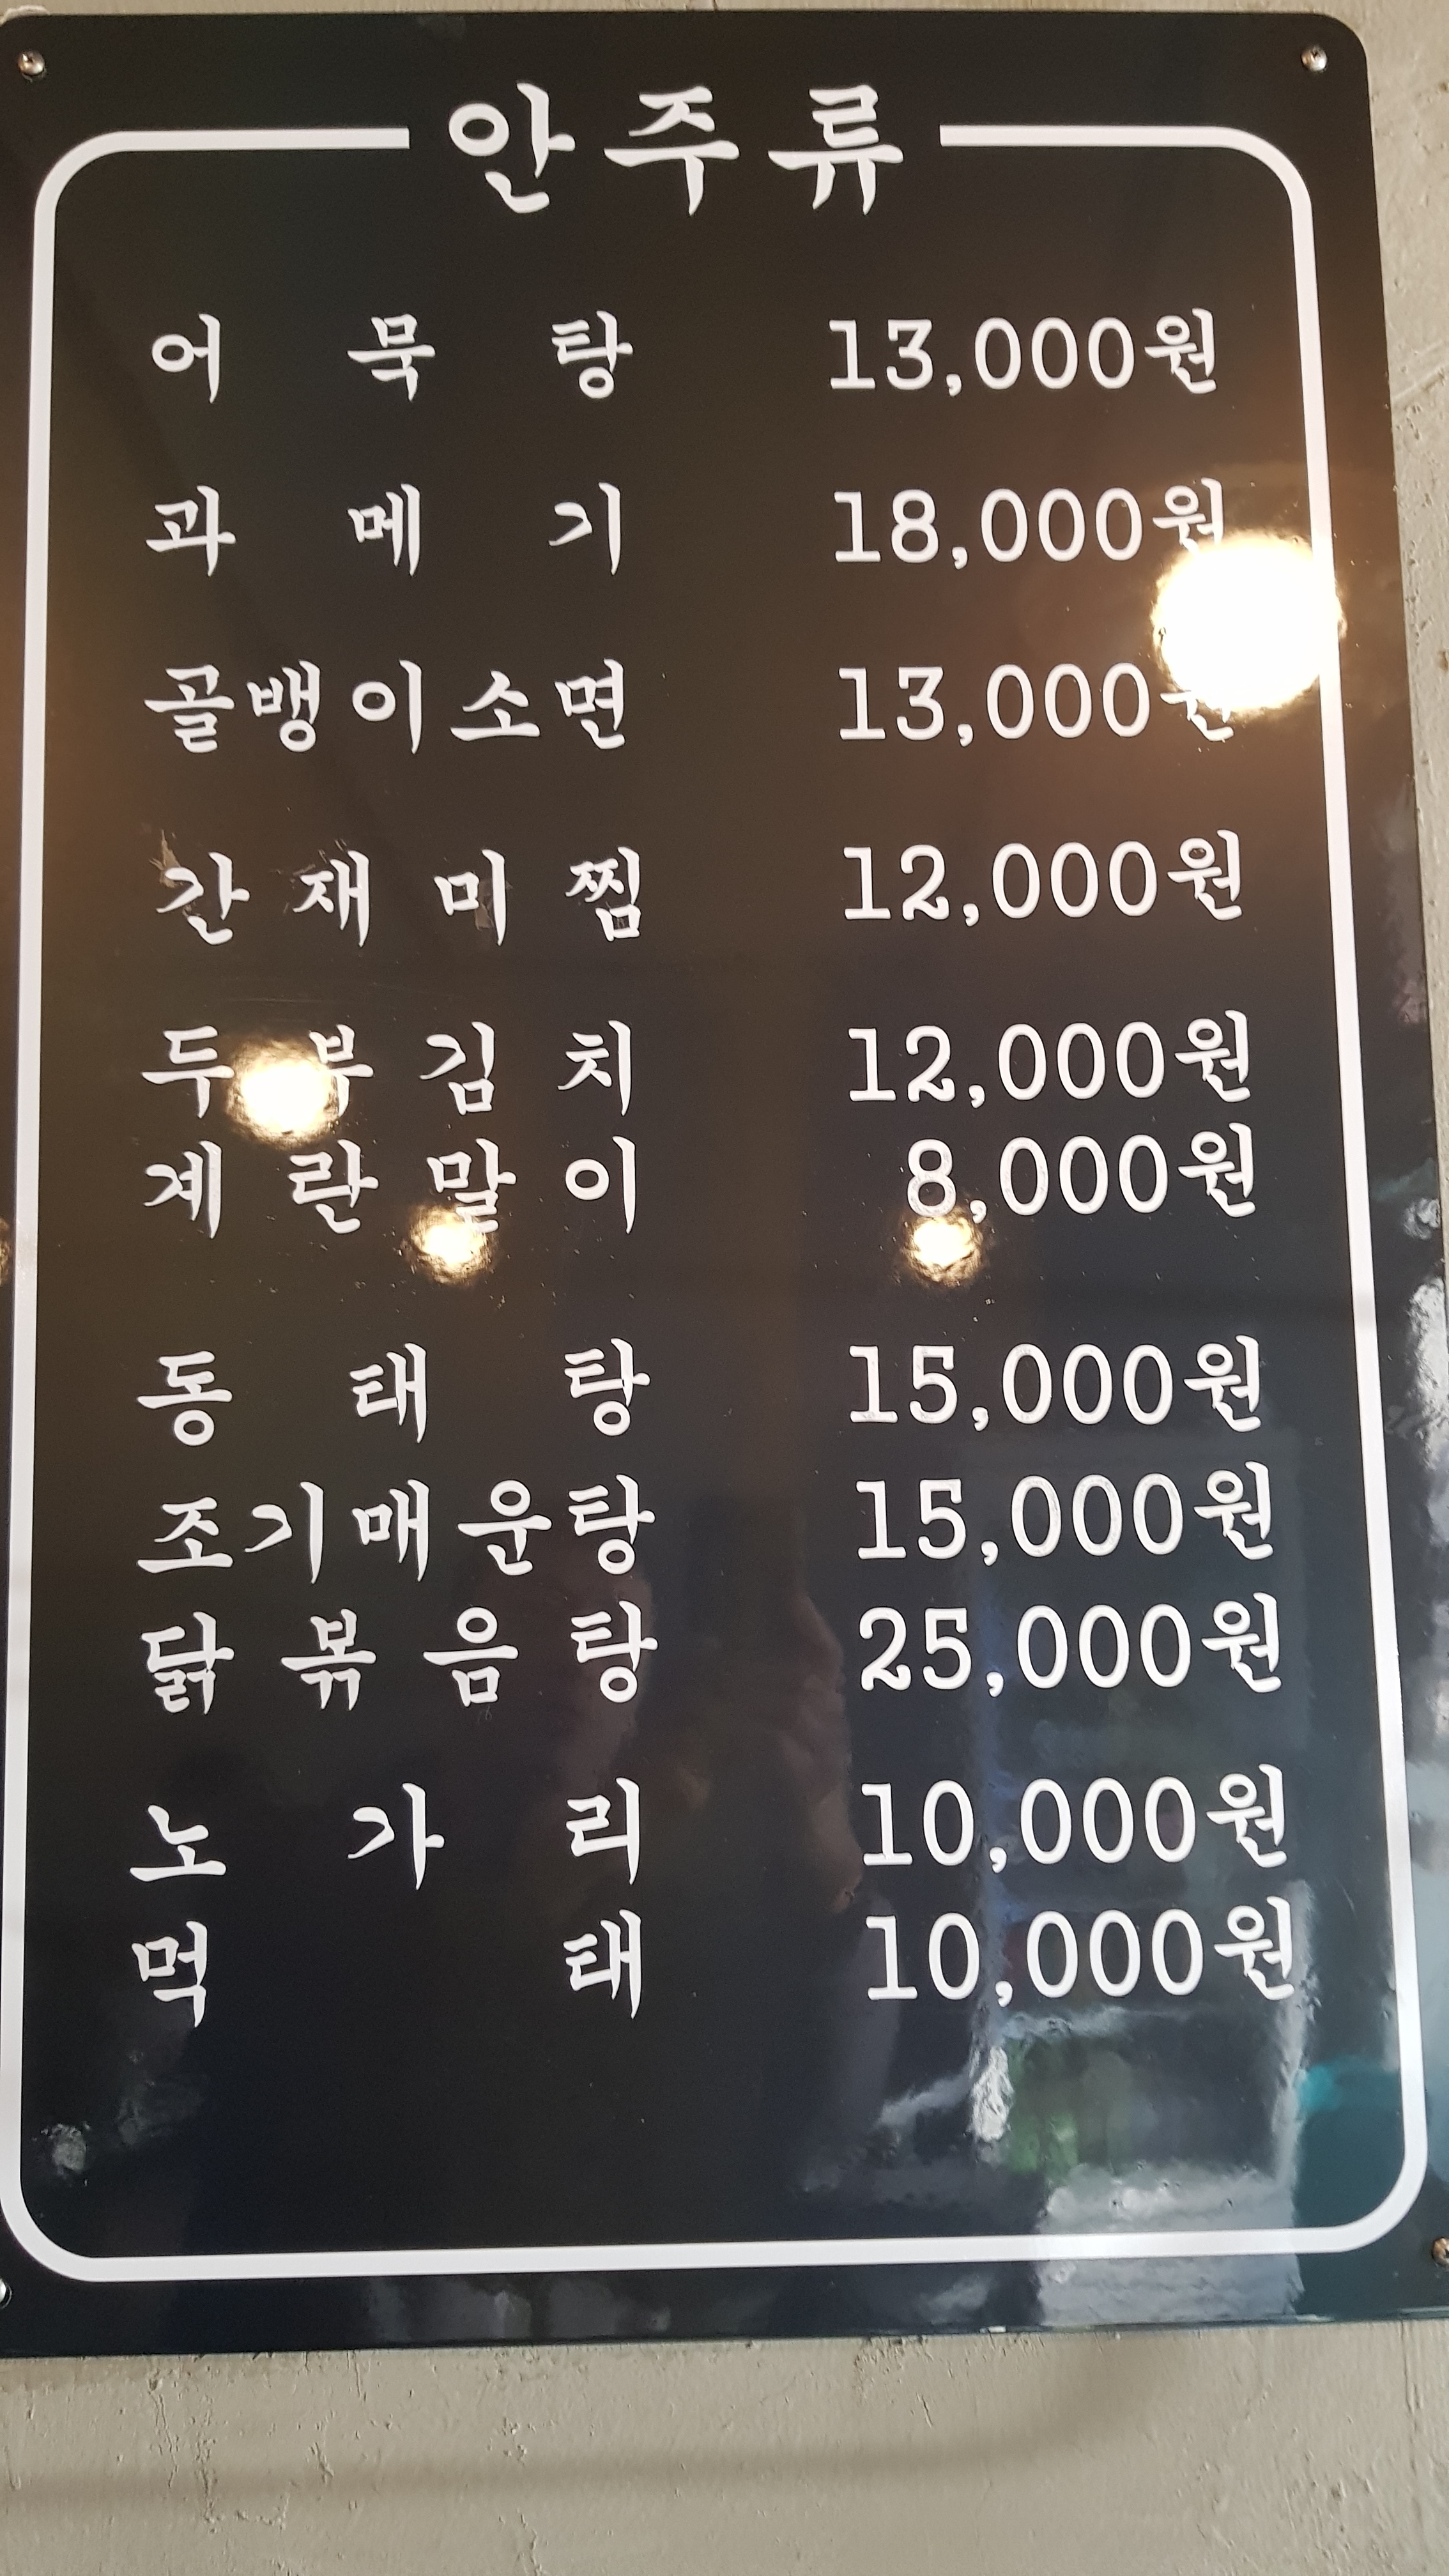 안주류
어묵탕 13,000원
과메기 18,000원
골뱅이소면 13,000원
간재미찜 12,000원
두부김치 12,000원
계란말이 8,000원
동태탕 15,000원
조기매운탕 15,000원
닭볶음탕 25,000원
노가리 10,000원
먹태 10,000원